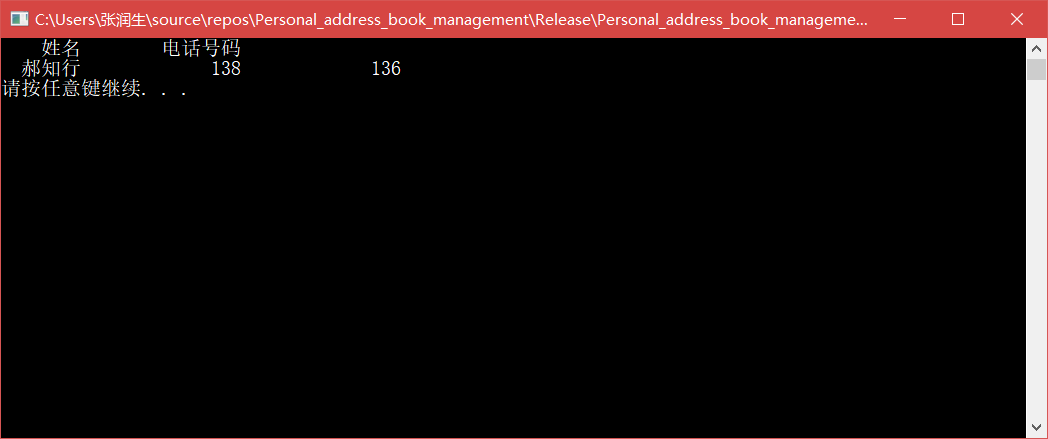 C:\Users\张润生\source\repos\Personal_address_book_management\Release\Personal_address_book_manageme...
姓名 电话号码
郝知行 138 136
请按任意键继续. . .